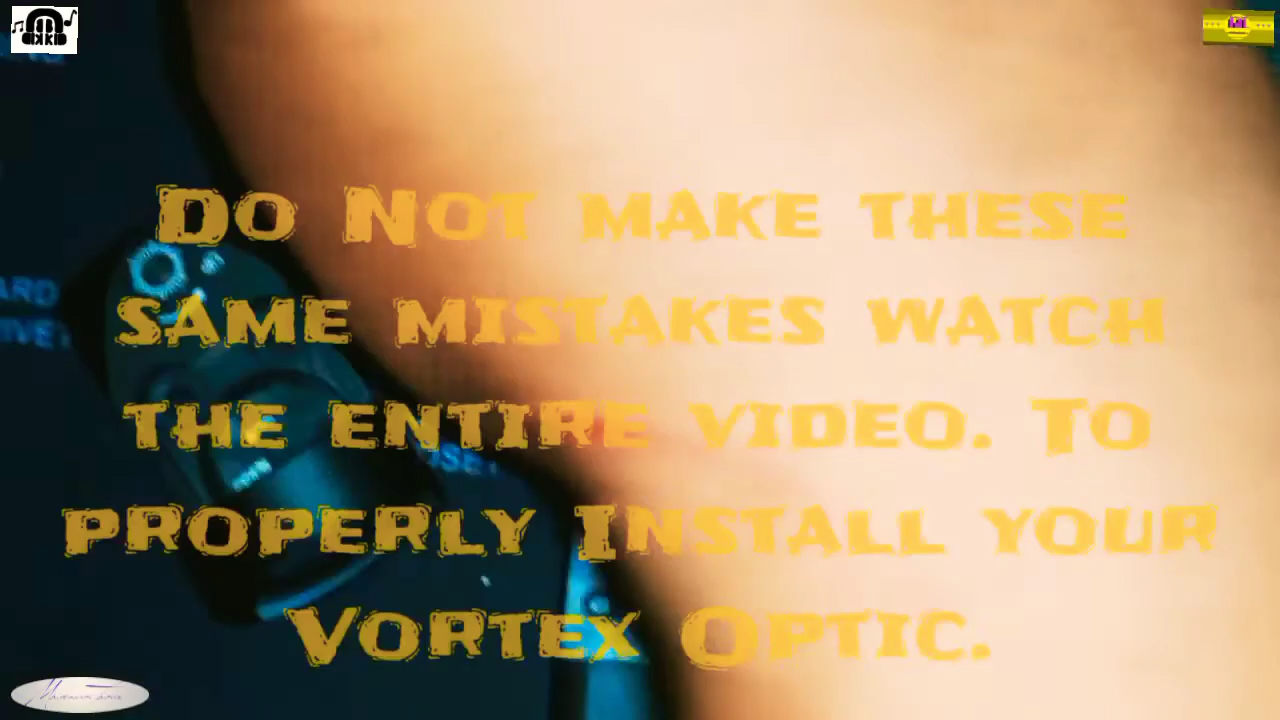 Do Not make these
same mistakes watch
the entire video. To
properly Install your
Vortex Optic.